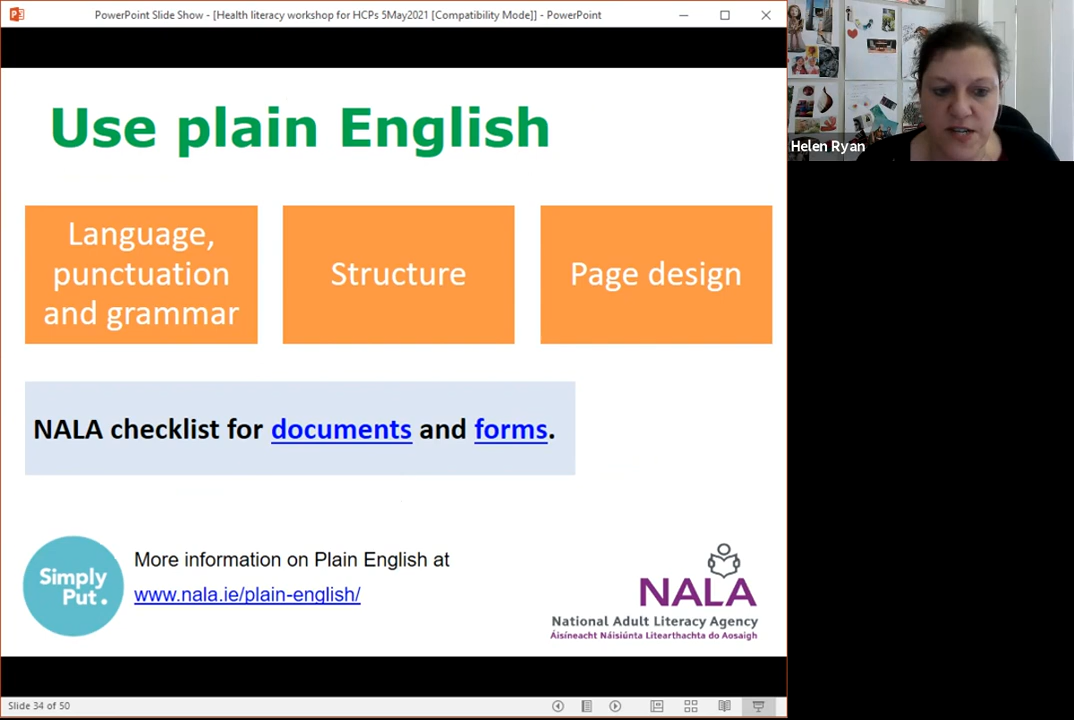 PowerPoint Slide Show - [Health literacy workshop for HCPs 5May2021 [Compatibility Mode]] - PowerPoint
Helen Ryan
Use plain English
Language,
punctuation
and grammar
Structure
Page design
NALA checklist for documents and forms.
Simply
Put.
More information on Plain English at
www.nala.ie/plain-english/
NALA
National Adult Literacy Agency
Áisíneacht Náisiúnta Litearthachta do Aosaigh
Slide 34 of 50